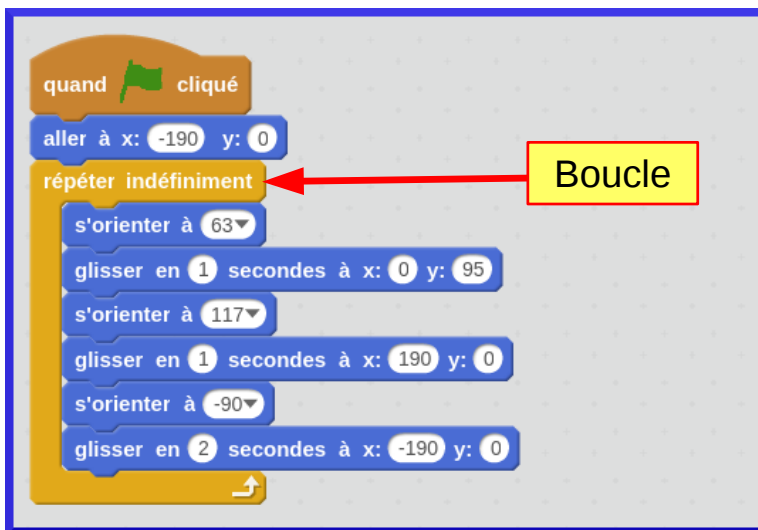 quand cliqué
aller à x: -190 y: 0
répéter indéfiniment
Boucle
s'orienter à 63
glisser en 1 secondes à x: 0 y: 95
s'orienter à 117
glisser en 1 secondes à x: 190 y: 0
s'orienter à -90
glisser en 2 secondes à x: -190 y: 0